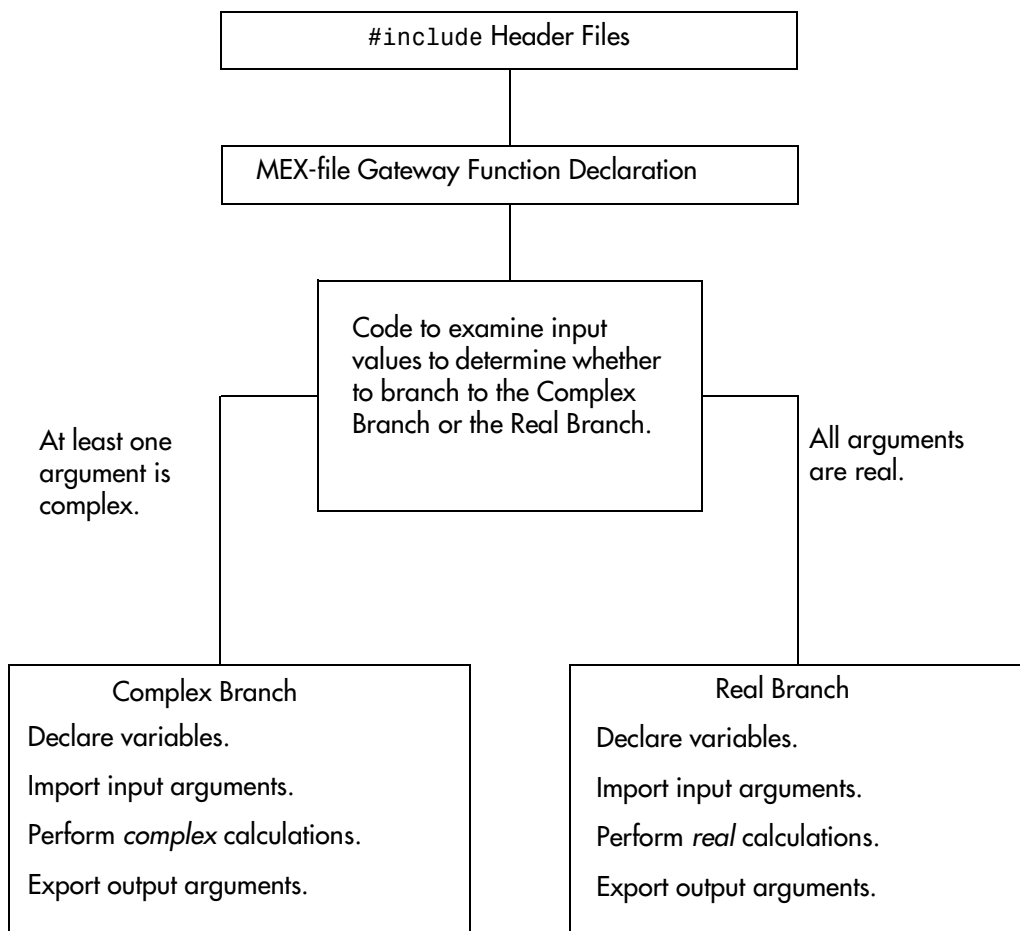 #include Header Files
MEX-file Gateway Function Declaration
Code to examine input
values to determine whether
to branch to the Complex
Branch or the Real Branch.
At least one
argument is
complex.
All arguments
are real.
Complex Branch
Declare variables.
Import input arguments.
Perform complex calculations.
Export output arguments.
Real Branch
Declare variables.
Import input arguments.
Perform real calculations.
Export output arguments.